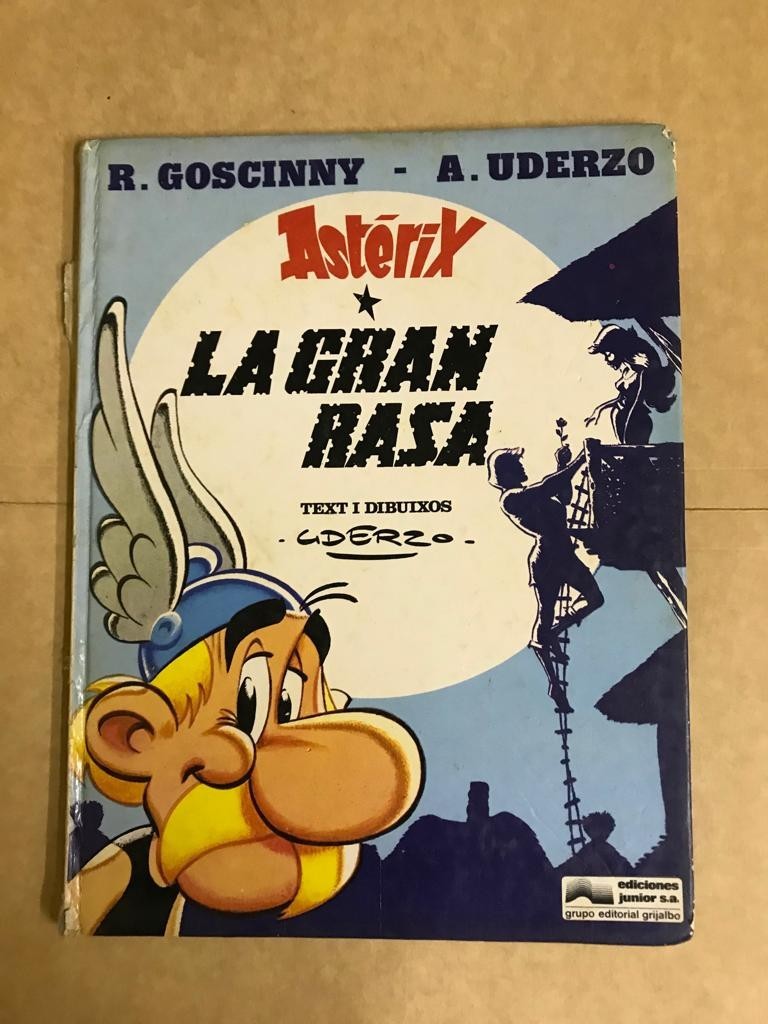 R. GOSCINNY - A. UDERZO
Astérix
LA GRAN
RASA
TEXT I DIBUIXOS
- UDERZO -
ediciones
junior s.a.
grupo editorial grijalbo